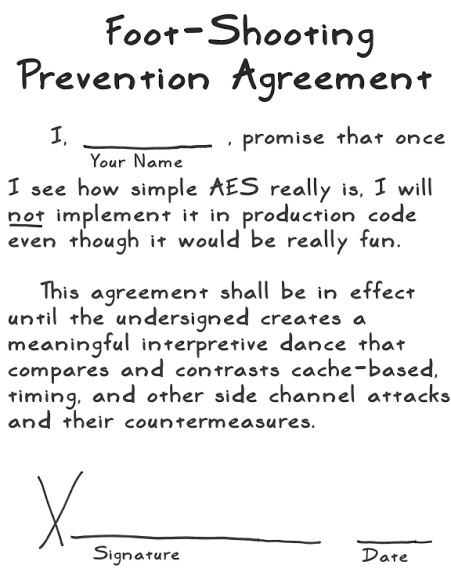 Foot-Shooting
Prevention Agreement
I, __________ , promise that once
Your Name
I see how simple AES really is, I will
not implement it in production code
even though it would be really fun.
This agreement shall be in effect
until the undersigned creates a
meaningful interpretive dance that
compares and contrasts cache-based,
timing, and other side channel attacks
and their countermeasures.
X
Signature Date